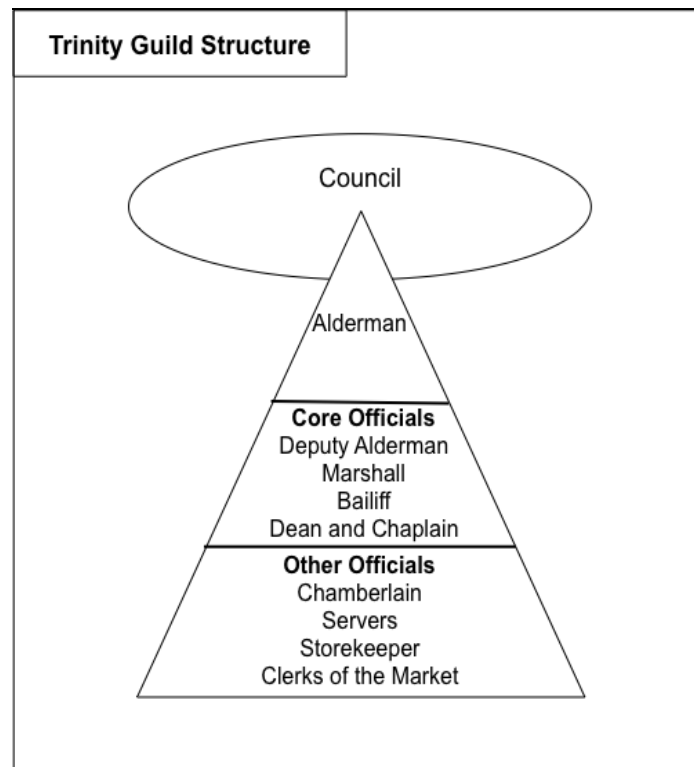 Trinity Guild Structure
Council
Alderman
Core Officials
Deputy Alderman
Marshall
Bailiff
Dean and Chaplain
Other Officials
Chamberlain
Servers
Storekeeper
Clerks of the Market